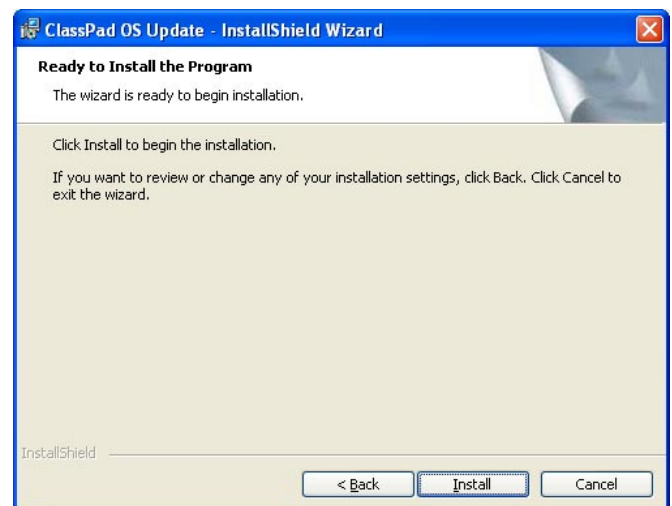 ClassPad OS Update - InstallShield Wizard
Ready to Install the Program
The wizard is ready to begin installation.
Click Install to begin the installation.
If you want to review or change any of your installation settings, click Back. Click Cancel to
exit the wizard.
InstallShield
< Back
Install
Cancel